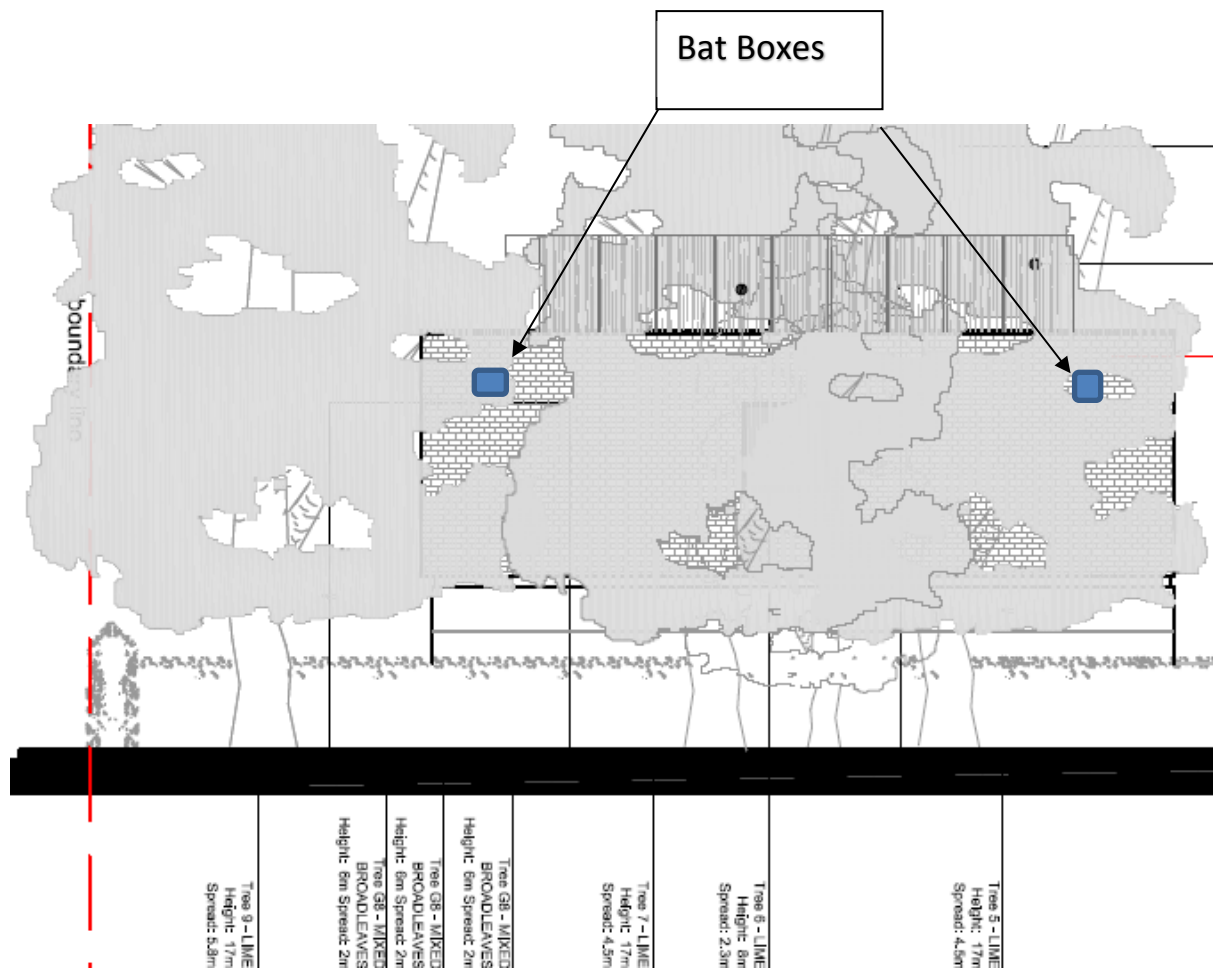 Bat Boxes
boundary line
Tree 9 – LIME
Height: 17m
Spread: 5.8m
Tree G8 – MIXED
BROADLEAVES
Height: 6m Spread: 2m
Tree G8 – MIXED
BROADLEAVES
Height: 6m Spread: 2m
Tree G8 – MIXED
BROADLEAVES
Height: 6m Spread: 2m
Tree 7 – LIME
Height: 17m
Spread: 4.5m
Tree 6 – LIME
Height: 8m
Spread: 2.3m
Tree 5 – LIME
Height: 17m
Spread: 4.5m